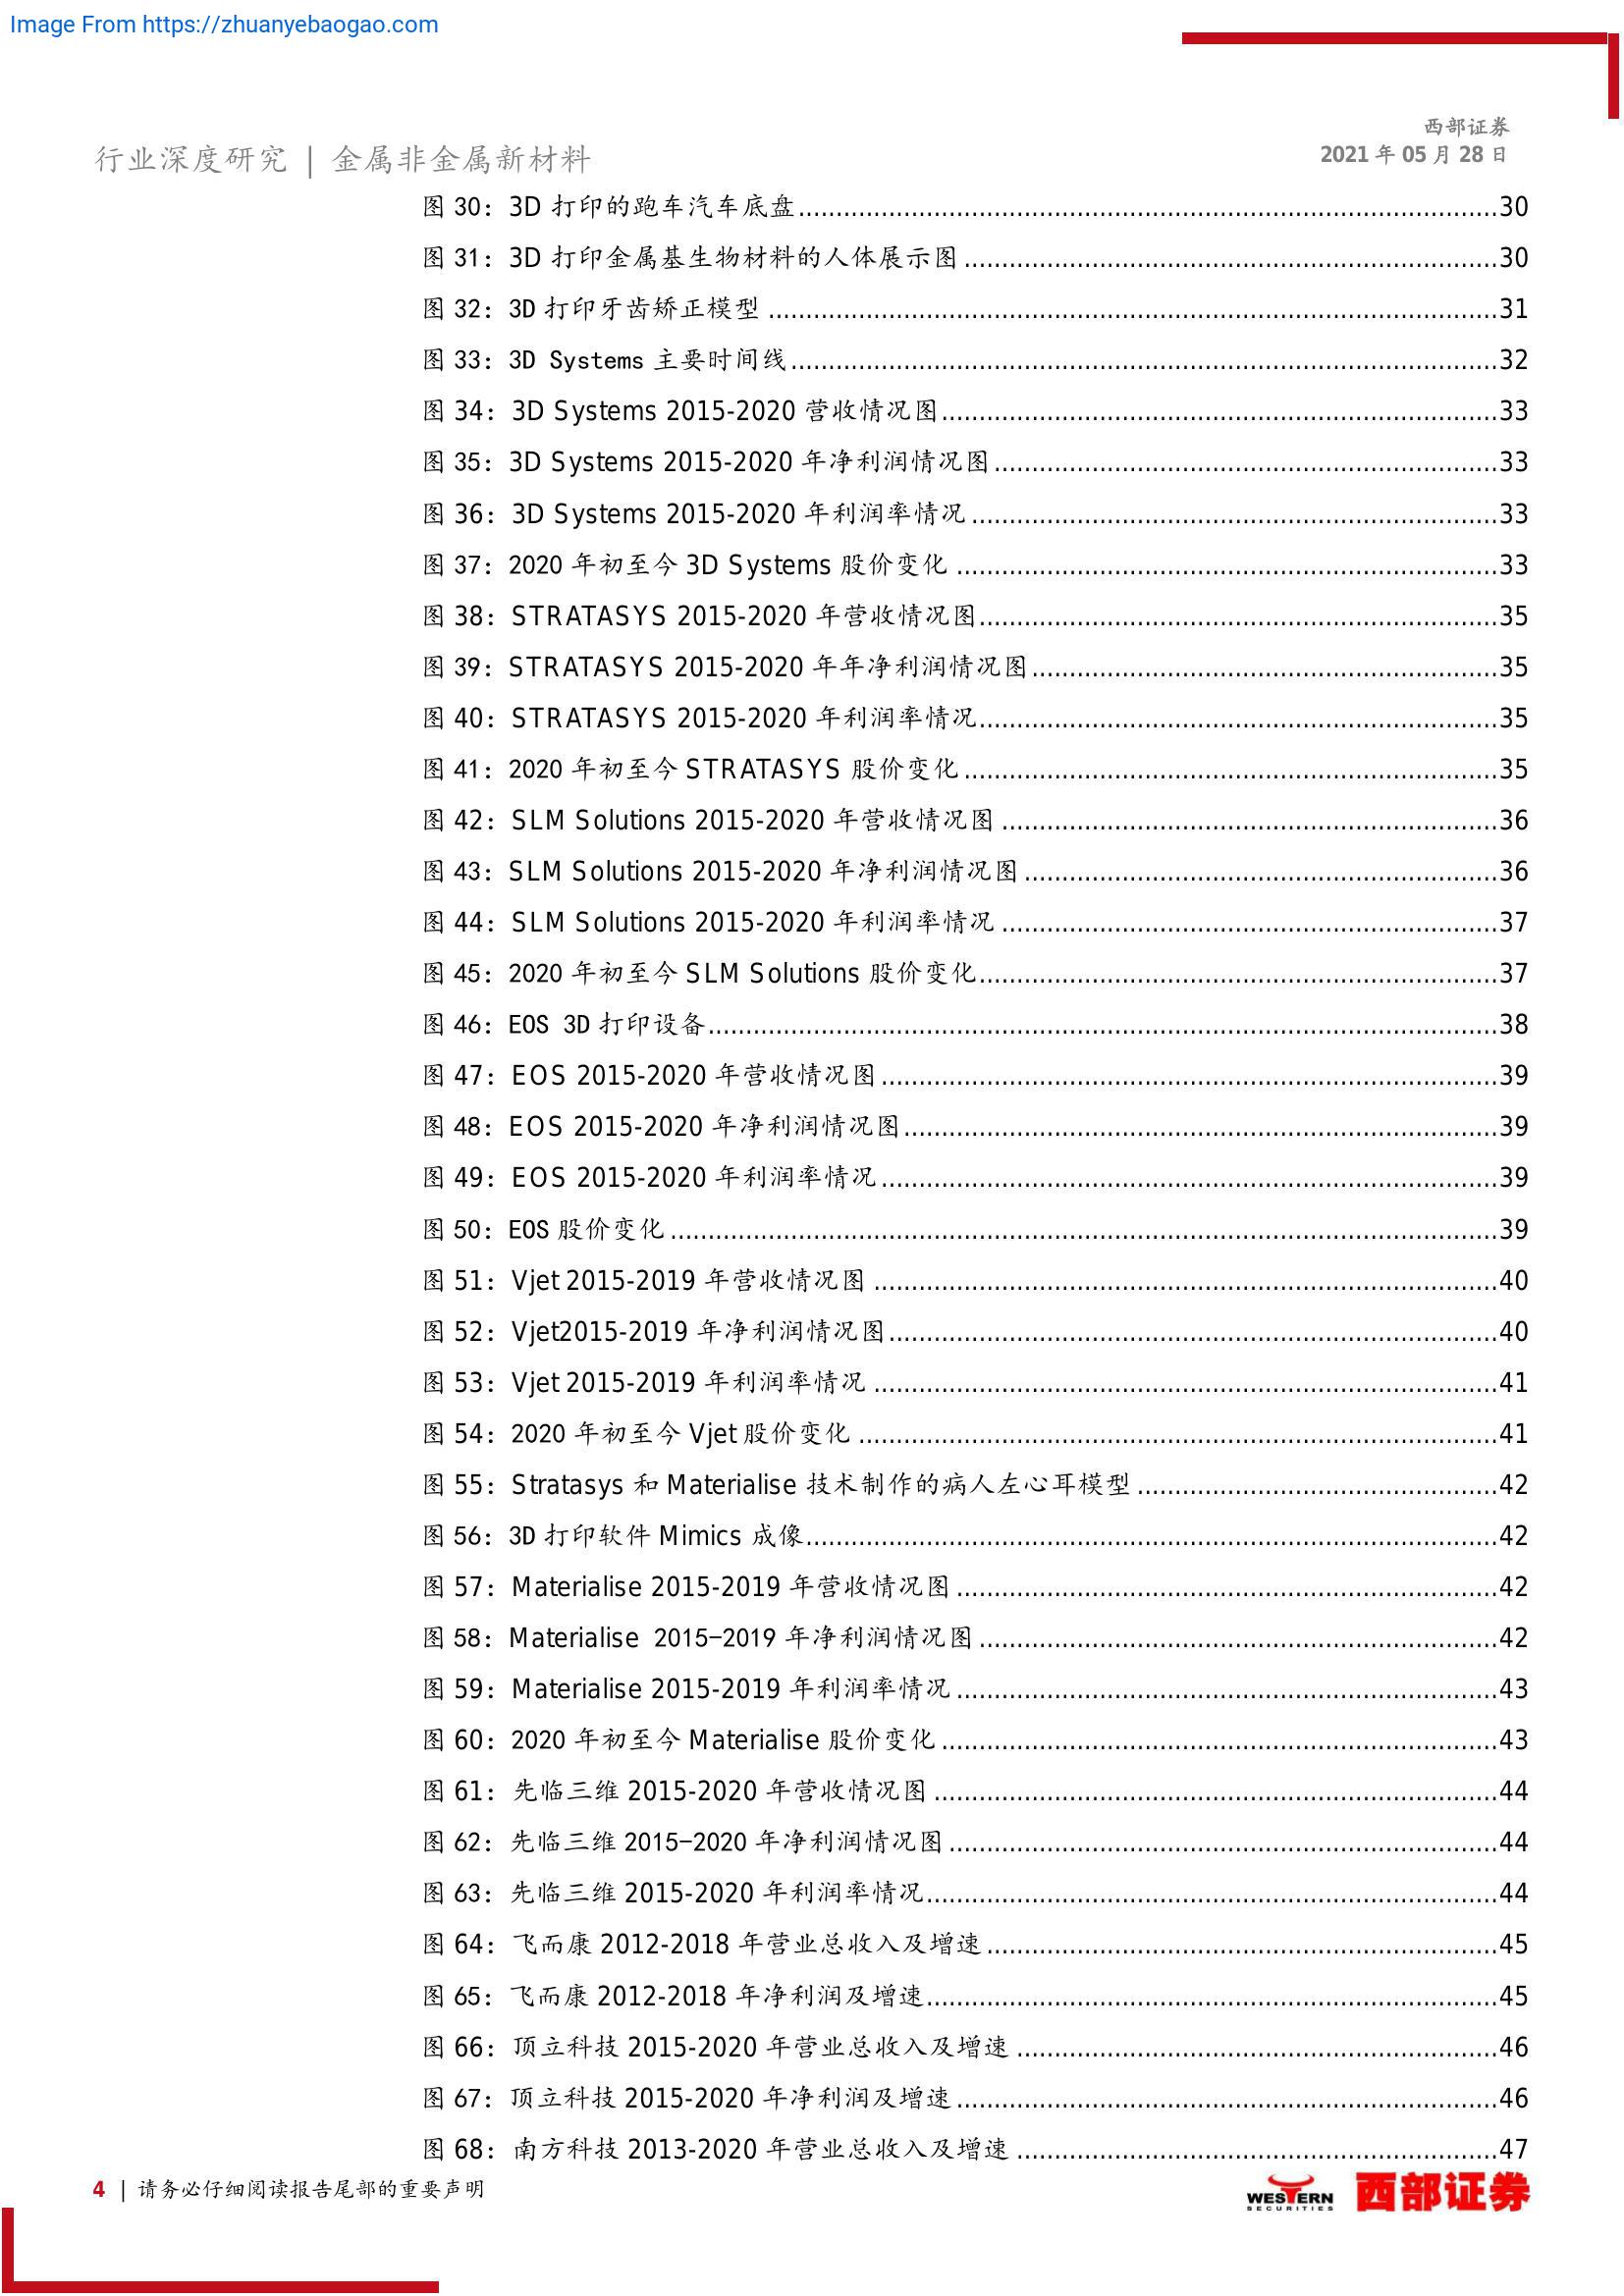 Image From https://zhuanyebaogao.com
西部证券
2021 年 05 月 28 日
行业深度研究 | 金属非金属新材料
图 30：3D 打印的跑车汽车底盘..........30
图 31：3D 打印金属基生物材料的人体展示图..........30
图 32：3D 打印牙齿矫正模型..........31
图 33：3D Systems 主要时间线..........32
图 34：3D Systems 2015-2020 营收情况图..........33
图 35：3D Systems 2015-2020 年净利润情况图..........33
图 36：3D Systems 2015-2020 年利润率情况..........33
图 37：2020 年初至今 3D Systems 股价变化..........33
图 38：STRATASYS 2015-2020 年营收情况图..........35
图 39：STRATASYS 2015-2020 年年净利润情况图..........35
图 40：STRATASYS 2015-2020 年利润率情况..........35
图 41：2020 年初至今 STRATASYS 股价变化..........35
图 42：SLM Solutions 2015-2020 年营收情况图..........36
图 43：SLM Solutions 2015-2020 年净利润情况图..........36
图 44：SLM Solutions 2015-2020 年利润率情况..........37
图 45：2020 年初至今 SLM Solutions 股价变化..........37
图 46：EOS 3D 打印设备..........38
图 47：EOS 2015-2020 年营收情况图..........39
图 48：EOS 2015-2020 年净利润情况图..........39
图 49：EOS 2015-2020 年利润率情况..........39
图 50：EOS 股价变化..........39
图 51：Vjet 2015-2019 年营收情况图..........40
图 52：Vjet2015-2019 年净利润情况图..........40
图 53：Vjet 2015-2019 年利润率情况..........41
图 54：2020 年初至今 Vjet 股价变化..........41
图 55：Stratasys 和 Materialise 技术制作的病人左心耳模型..........42
图 56：3D 打印软件 Mimics 成像..........42
图 57：Materialise 2015-2019 年营收情况图..........42
图 58：Materialise 2015-2019 年净利润情况图..........42
图 59：Materialise 2015-2019 年利润率情况..........43
图 60：2020 年初至今 Materialise 股价变化..........43
图 61：先临三维 2015-2020 年营收情况图..........44
图 62：先临三维 2015-2020 年净利润情况图..........44
图 63：先临三维 2015-2020 年利润率情况..........44
图 64：飞而康 2012-2018 年营业总收入及增速..........45
图 65：飞而康 2012-2018 年净利润及增速..........45
图 66：顶立科技 2015-2020 年营业总收入及增速..........46
图 67：顶立科技 2015-2020 年净利润及增速..........46
图 68：南方科技 2013-2020 年营业总收入及增速..........47
4 | 请务必仔细阅读报告尾部的重要声明
WESTERN
SECURITIES
西部证券